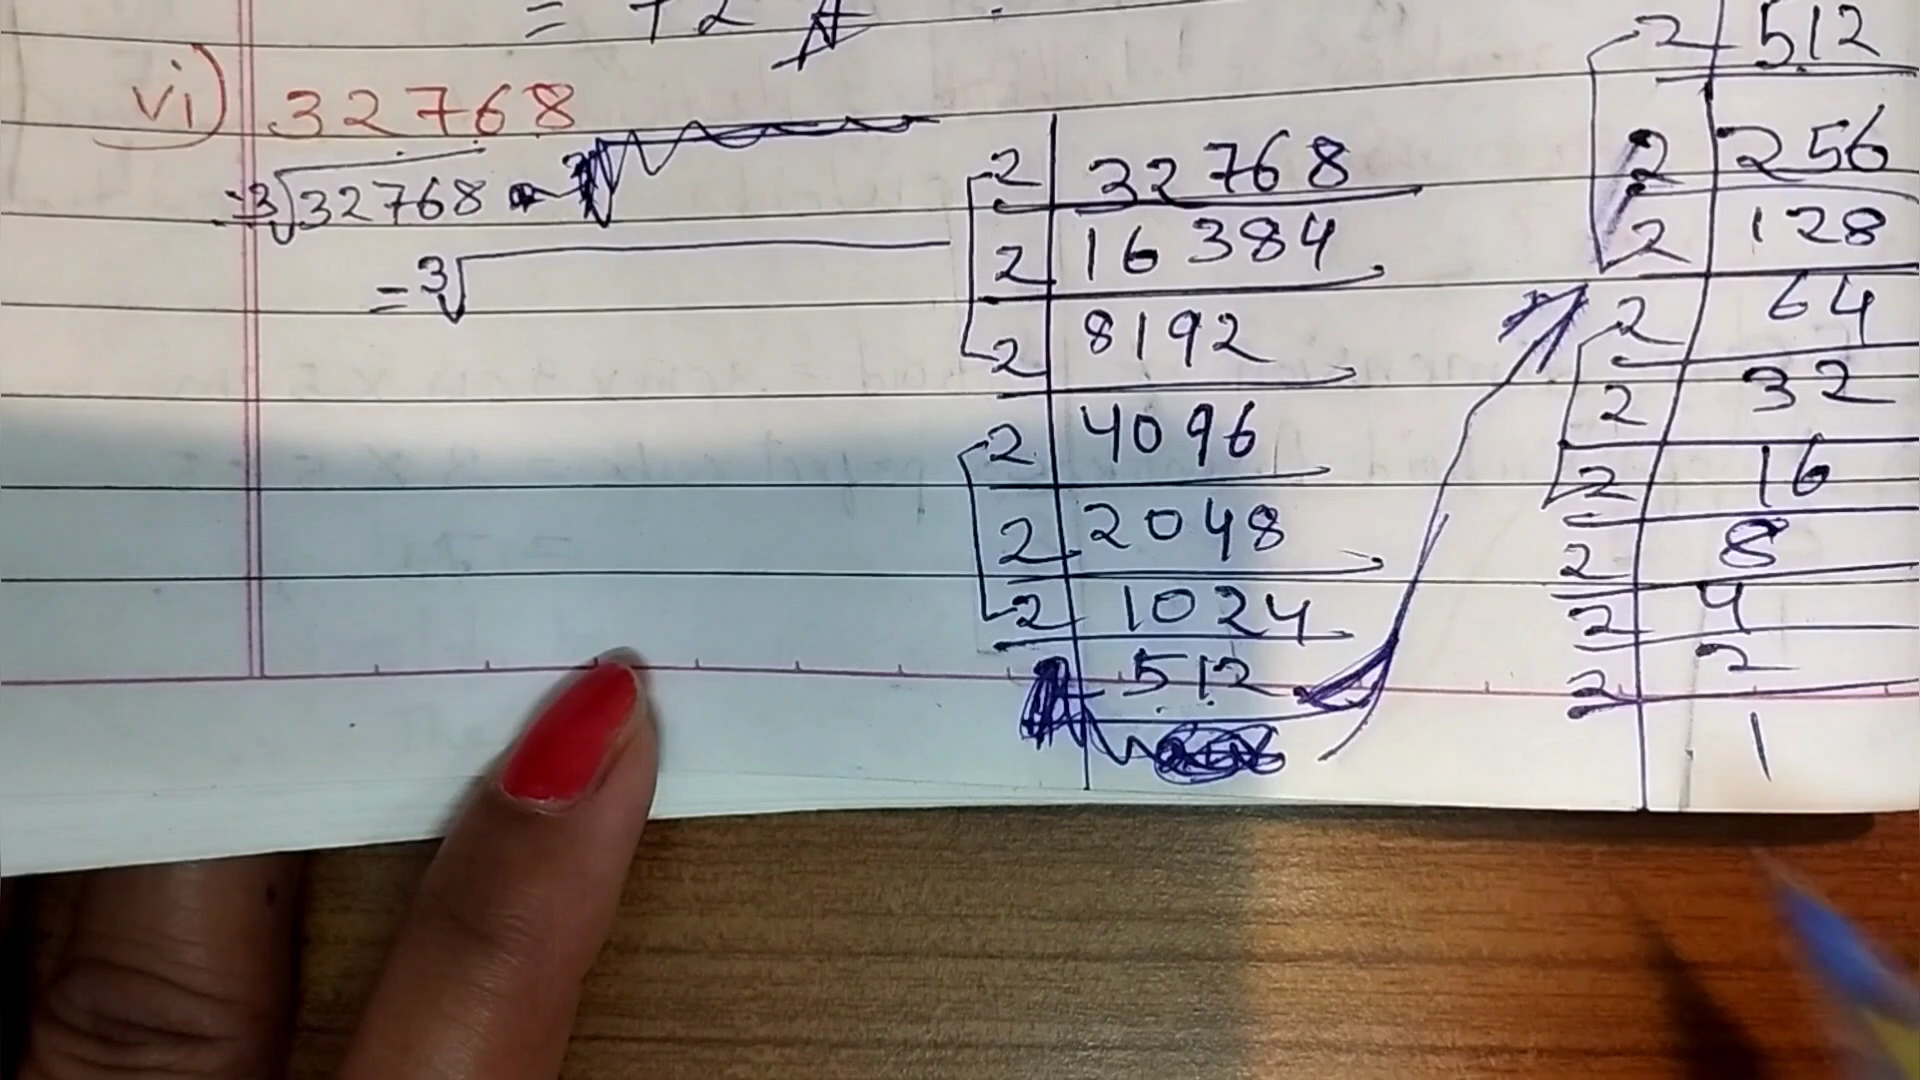 = 72
vi) 32768
∛32768
= ∛
2 | 32768
2 | 16384
2 | 8192
2 | 4096
2 | 2048
2 | 1024
512
2 | 512
2 | 256
2 | 128
2 | 64
2 | 32
2 | 16
2 | 8
2 | 4
2 | 2
1